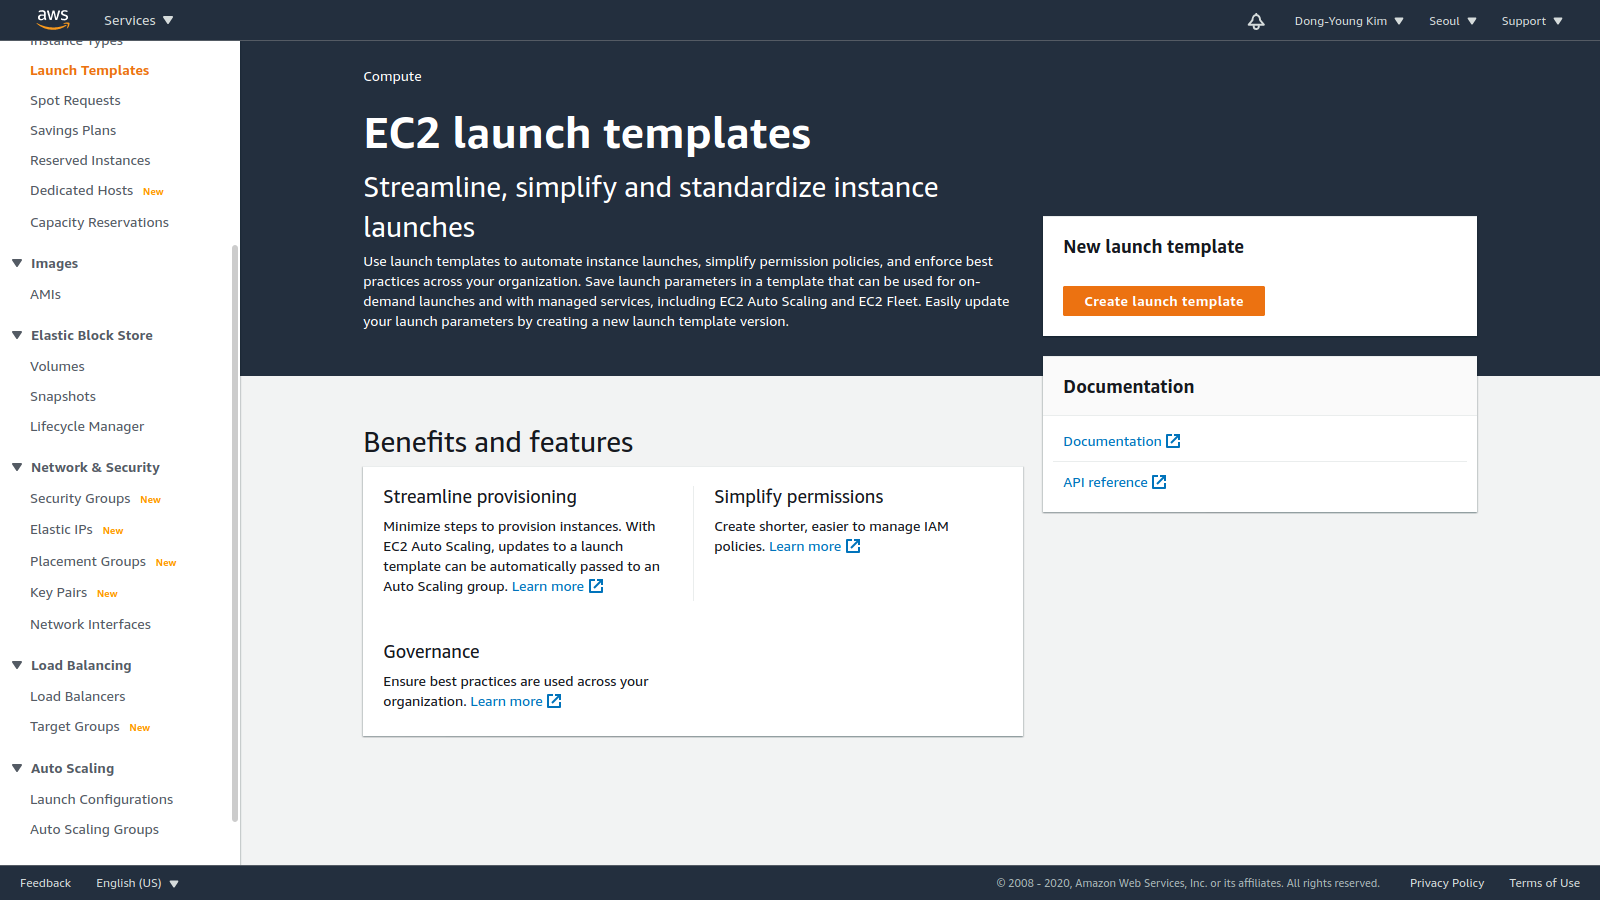 aws
Services
Dong-Young Kim
Seoul
Support
Instance Types
Launch Templates
Spot Requests
Savings Plans
Reserved Instances
Dedicated Hosts New
Capacity Reservations
Images
AMIs
Elastic Block Store
Volumes
Snapshots
Lifecycle Manager
Network & Security
Security Groups New
Elastic IPs New
Placement Groups New
Key Pairs New
Network Interfaces
Load Balancing
Load Balancers
Target Groups New
Auto Scaling
Launch Configurations
Auto Scaling Groups
Compute
EC2 launch templates
Streamline, simplify and standardize instance
launches
Use launch templates to automate instance launches, simplify permission policies, and enforce best
practices across your organization. Save launch parameters in a template that can be used for on-
demand launches and with managed services, including EC2 Auto Scaling and EC2 Fleet. Easily update
your launch parameters by creating a new launch template version.
New launch template
Create launch template
Documentation
Documentation
API reference
Benefits and features
Streamline provisioning
Minimize steps to provision instances. With
EC2 Auto Scaling, updates to a launch
template can be automatically passed to an
Auto Scaling group. Learn more
Simplify permissions
Create shorter, easier to manage IAM
policies. Learn more
Governance
Ensure best practices are used across your
organization. Learn more
Feedback
English (US)
© 2008 - 2020, Amazon Web Services, Inc. or its affiliates. All rights reserved.
Privacy Policy
Terms of Use